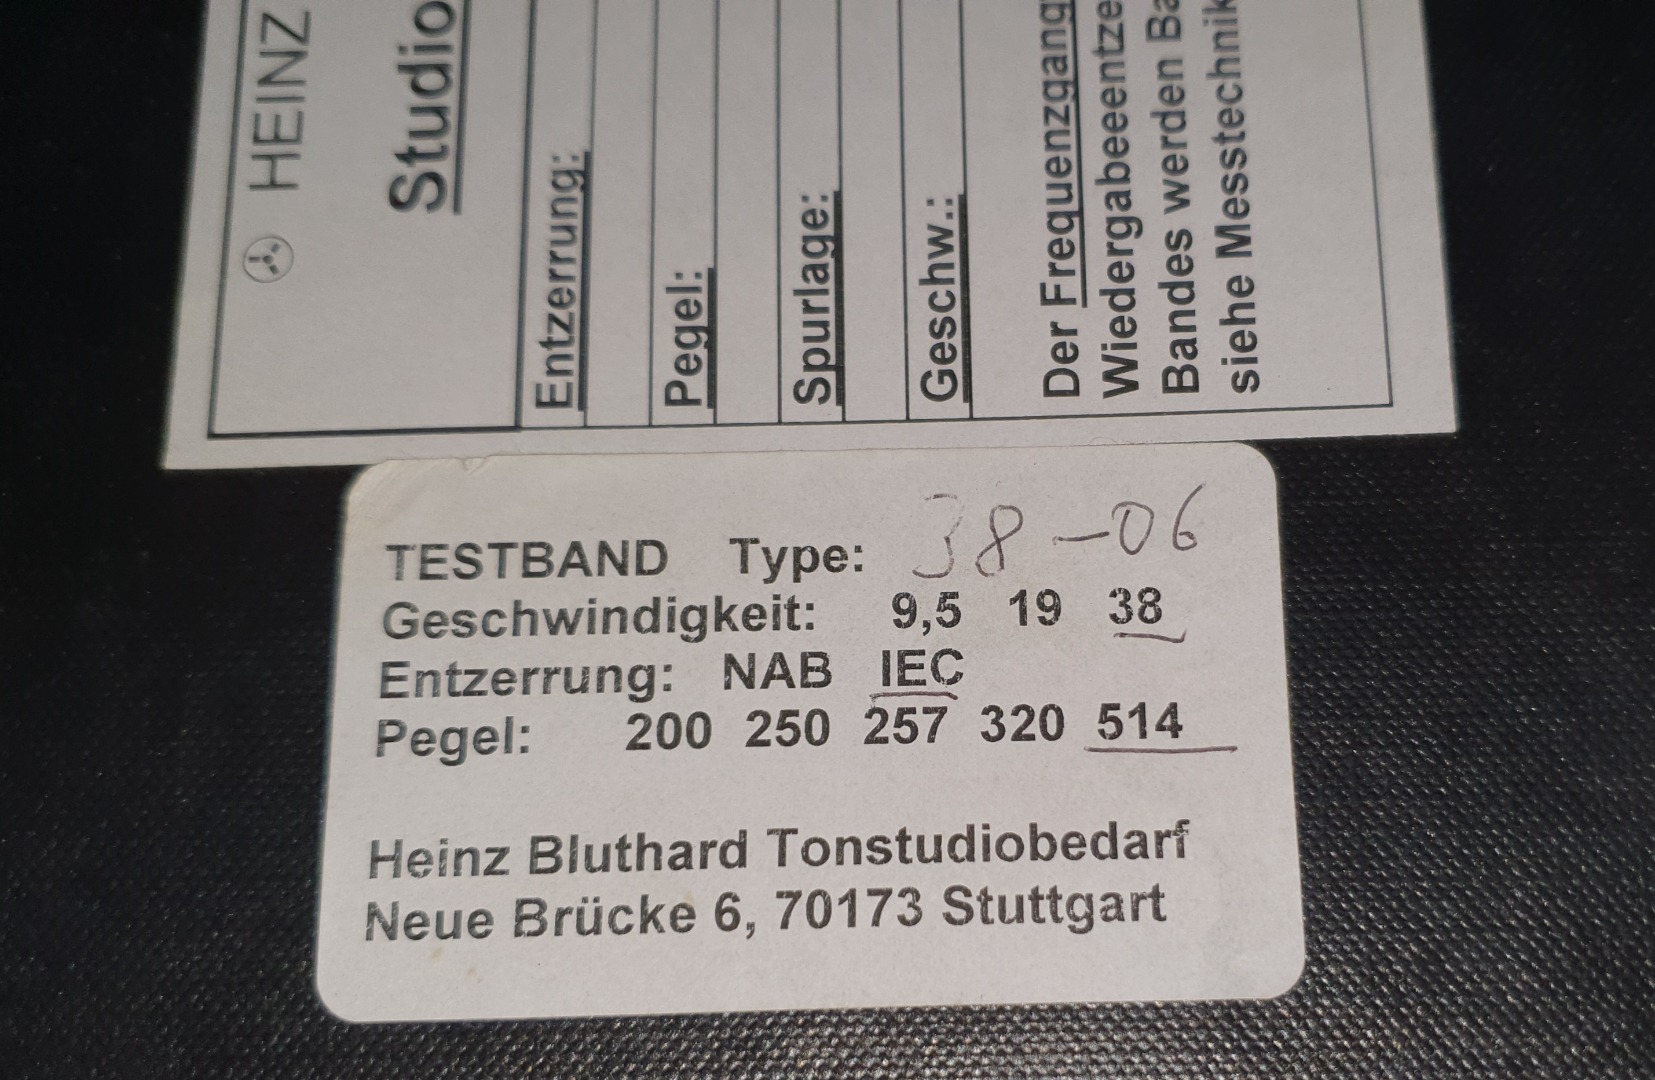 HEINZ
Studio
Entzerrung:
Pegel:
Spurlage:
Geschw.:
Der Frequenzgang
Wiedergabeeentze
Bandes werden Ba
siehe Messtechnik
TESTBAND Type: 38-06
Geschwindigkeit: 9,5 19 38
Entzerrung: NAB IEC
Pegel: 200 250 257 320 514
Heinz Bluthard Tonstudiobedarf
Neue Brücke 6, 70173 Stuttgart